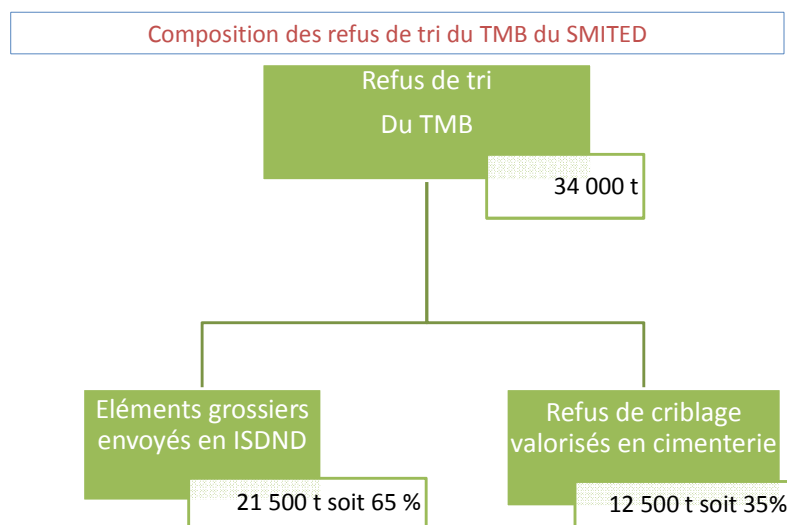 Composition des refus de tri du TMB du SMITED
Refus de tri
Du TMB
34 000 t
Eléments grossiers
envoyés en ISDND
21 500 t soit 65 %
Refus de criblage
valorisés en cimenterie
12 500 t soit 35%